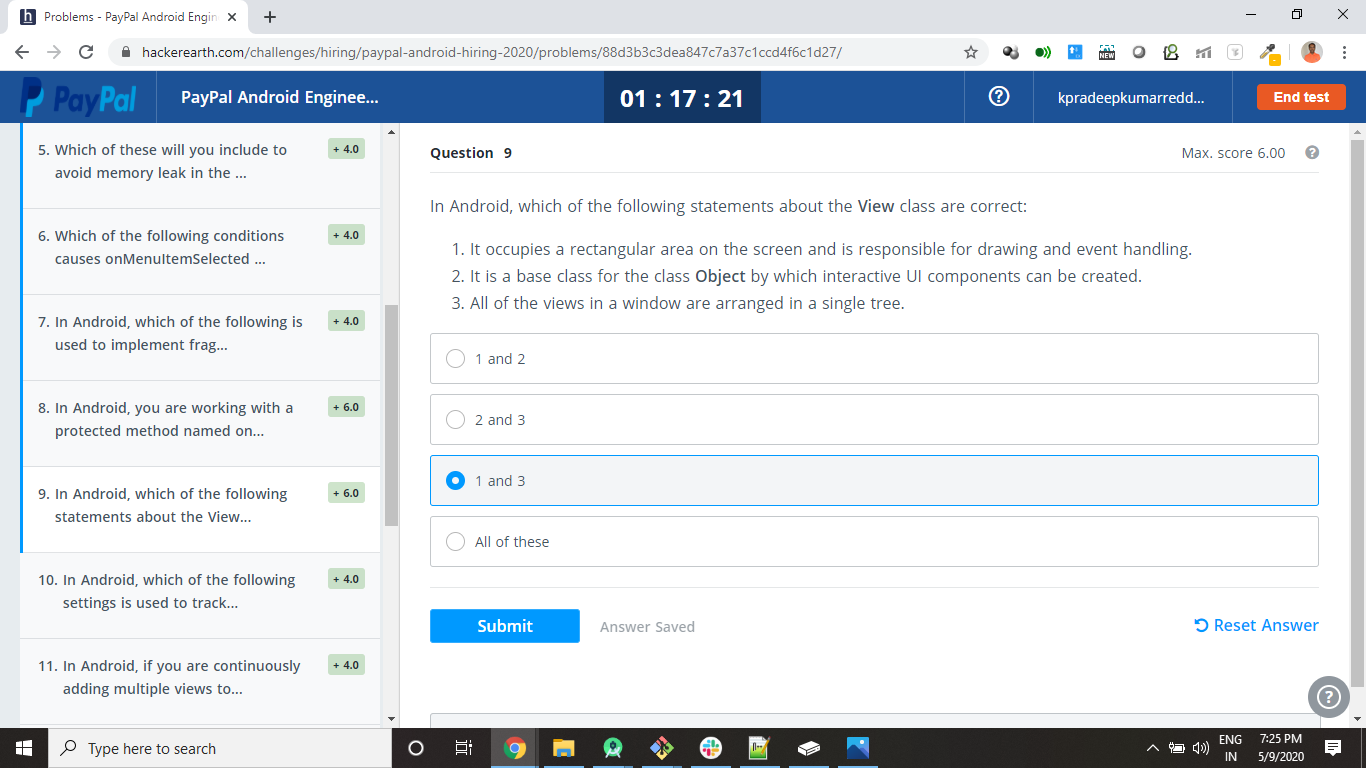 Problems - PayPal Android Engin
hackerearth.com/challenges/hiring/paypal-android-hiring-2020/problems/88d3b3c3dea847c7a37c1ccd4f6c1d27/
NEW
PayPal
PayPal Android Enginee...
01 : 17 : 21
kpradeepkumarredd...
End test
5. Which of these will you include to
avoid memory leak in the ...
+ 4.0
6. Which of the following conditions
causes onMenuItemSelected ...
+ 4.0
7. In Android, which of the following is
used to implement frag...
+ 4.0
8. In Android, you are working with a
protected method named on...
+ 6.0
9. In Android, which of the following
statements about the View...
+ 6.0
10. In Android, which of the following
settings is used to track...
+ 4.0
11. In Android, if you are continuously
adding multiple views to...
+ 4.0
Question 9
Max. score 6.00
In Android, which of the following statements about the View class are correct:
1. It occupies a rectangular area on the screen and is responsible for drawing and event handling.
2. It is a base class for the class Object by which interactive UI components can be created.
3. All of the views in a window are arranged in a single tree.
1 and 2
2 and 3
1 and 3
All of these
Submit
Answer Saved
Reset Answer
Type here to search
ENG
IN
7:25 PM
5/9/2020